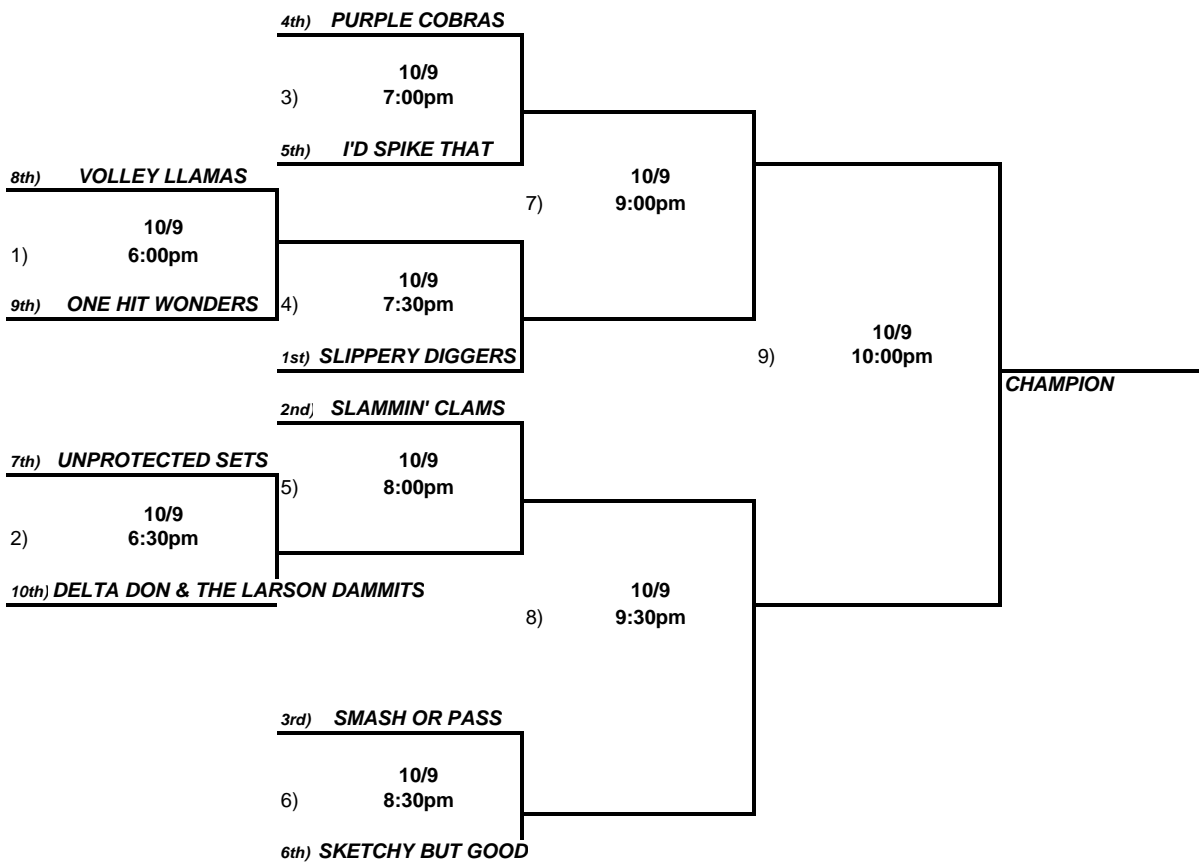 4th) PURPLE COBRAS
10/9
3) 7:00pm
5th) I'D SPIKE THAT
8th) VOLLEY LLAMAS
10/9
7) 9:00pm
10/9
1) 6:00pm
10/9
4) 7:30pm
9th) ONE HIT WONDERS
10/9
9) 10:00pm
1st) SLIPPERY DIGGERS
CHAMPION
2nd) SLAMMIN' CLAMS
7th) UNPROTECTED SETS
10/9
5) 8:00pm
10/9
2) 6:30pm
10th) DELTA DON & THE LARSON DAMMITS
10/9
8) 9:30pm
3rd) SMASH OR PASS
10/9
6) 8:30pm
6th) SKETCHY BUT GOOD